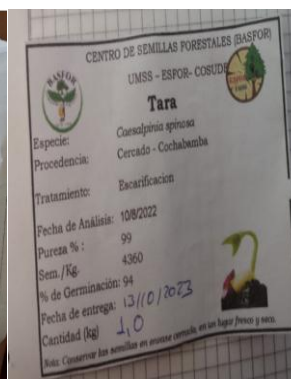 CENTRO DE SEMILLAS FORESTALES (BASFOR)
UMSS - ESFOR- COSUDE
BASFOR
Tara
Especie: Caesalpinia spinosa
Procedencia: Cercado - Cochabamba
Tratamiento: Escarificacion
Fecha de Análisis: 10/8/2022
Pureza % : 99
Sem./Kg. 4360
% de Germinación: 94
Fecha de entrega: 13/10/2023
Cantidad (kg) 1,0
Nota: Conservar las semillas en envase cerrado, en un lugar fresco y seco.